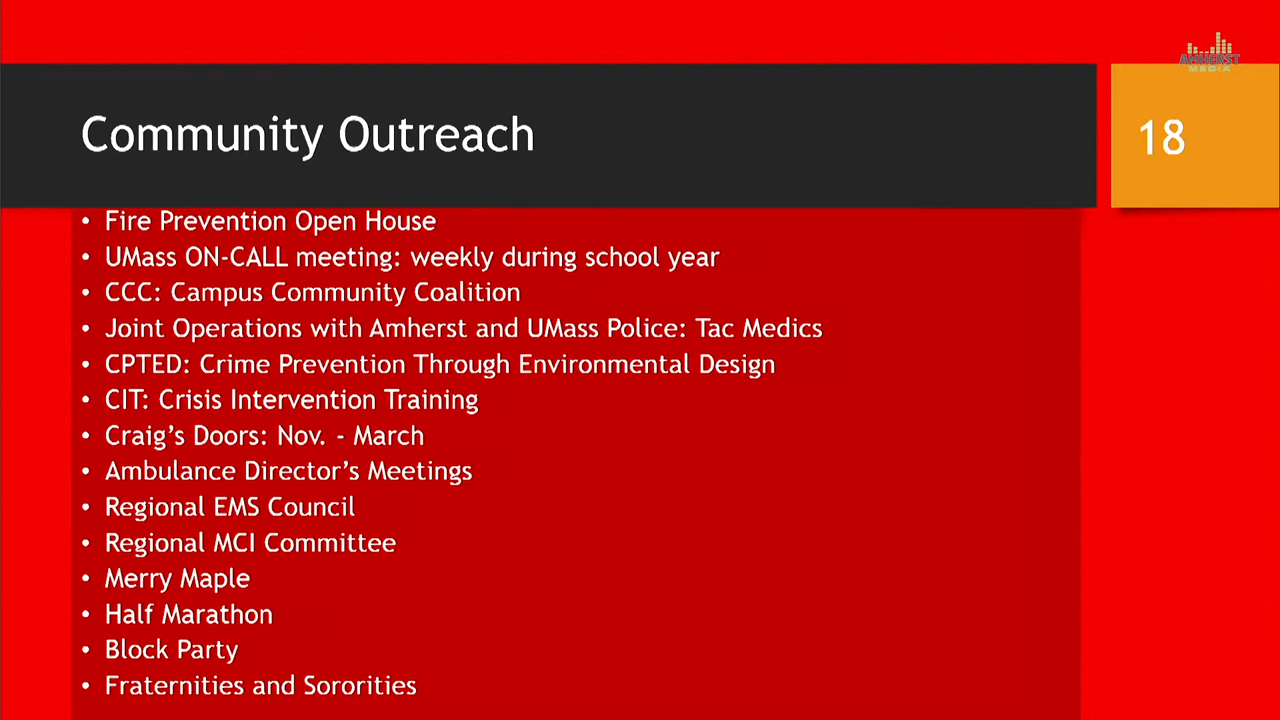 AMHERST
MEDIA
Community Outreach
18
• Fire Prevention Open House
• UMass ON-CALL meeting: weekly during school year
• CCC: Campus Community Coalition
• Joint Operations with Amherst and UMass Police: Tac Medics
• CPTED: Crime Prevention Through Environmental Design
• CIT: Crisis Intervention Training
• Craig’s Doors: Nov. - March
• Ambulance Director’s Meetings
• Regional EMS Council
• Regional MCI Committee
• Merry Maple
• Half Marathon
• Block Party
• Fraternities and Sororities